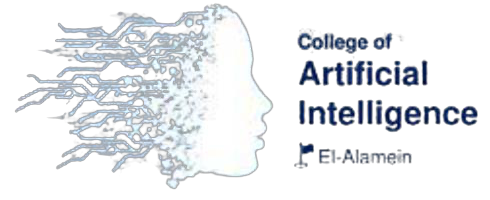 College of
Artificial
Intelligence
El-Alamein